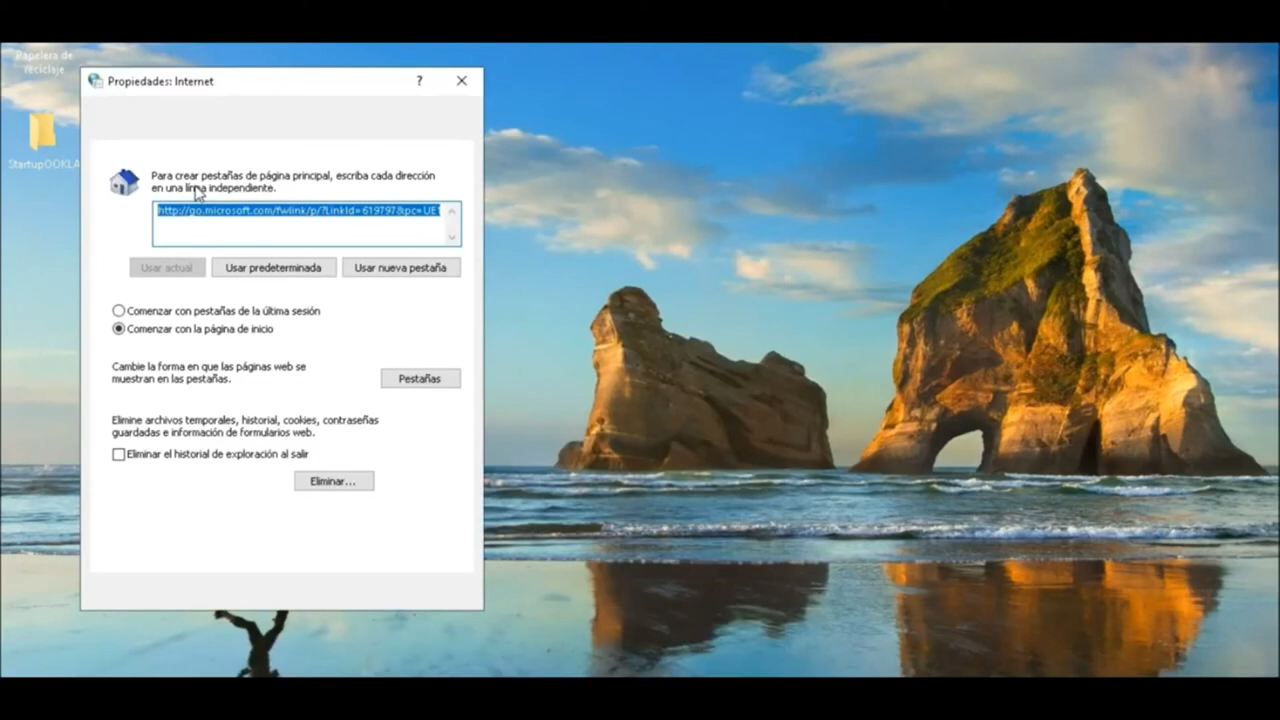 Papelera de
reciclaje
StartupOOKLA
Propiedades: Internet
?
Para crear pestañas de página principal, escriba cada dirección
en una línea independiente.
http://go.microsoft.com/fwlink/p/?LinkId=619797&pc=UE1
Usar actual
Usar predeterminada
Usar nueva pestaña
Comenzar con pestañas de la última sesión
Comenzar con la página de inicio
Cambie la forma en que las páginas web se
muestran en las pestañas.
Pestañas
Elimine archivos temporales, historial, cookies, contraseñas
guardadas e información de formularios web.
Eliminar el historial de exploración al salir
Eliminar...